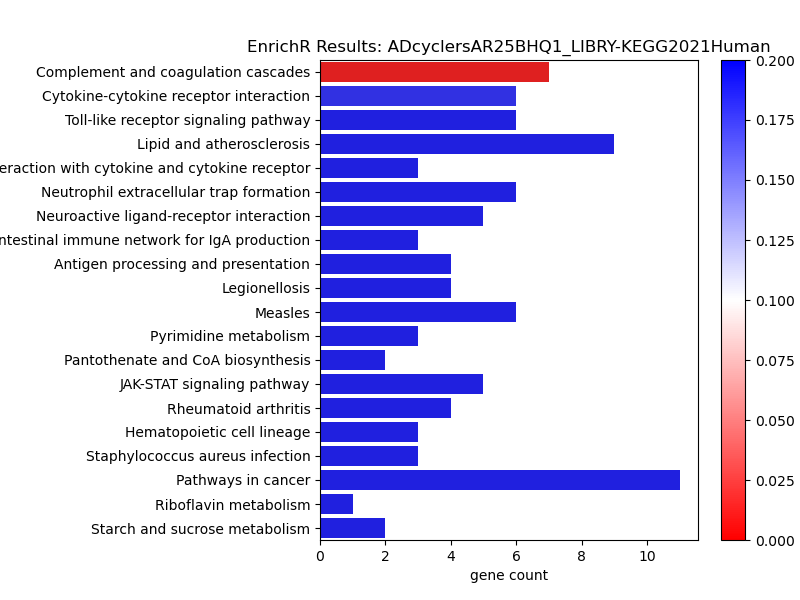 EnrichR Results: ADcyclersAR25BHQ1_LIBRY-KEGG2021Human
Complement and coagulation cascades
Cytokine-cytokine receptor interaction
Toll-like receptor signaling pathway
Lipid and atherosclerosis
eraction with cytokine and cytokine receptor
Neutrophil extracellular trap formation
Neuroactive ligand-receptor interaction
ntestinal immune network for IgA production
Antigen processing and presentation
Legionellosis
Measles
Pyrimidine metabolism
Pantothenate and CoA biosynthesis
JAK-STAT signaling pathway
Rheumatoid arthritis
Hematopoietic cell lineage
Staphylococcus aureus infection
Pathways in cancer
Riboflavin metabolism
Starch and sucrose metabolism
0 2 4 6 8 10
gene count
0.200
0.175
0.150
0.125
0.100
0.075
0.050
0.025
0.000